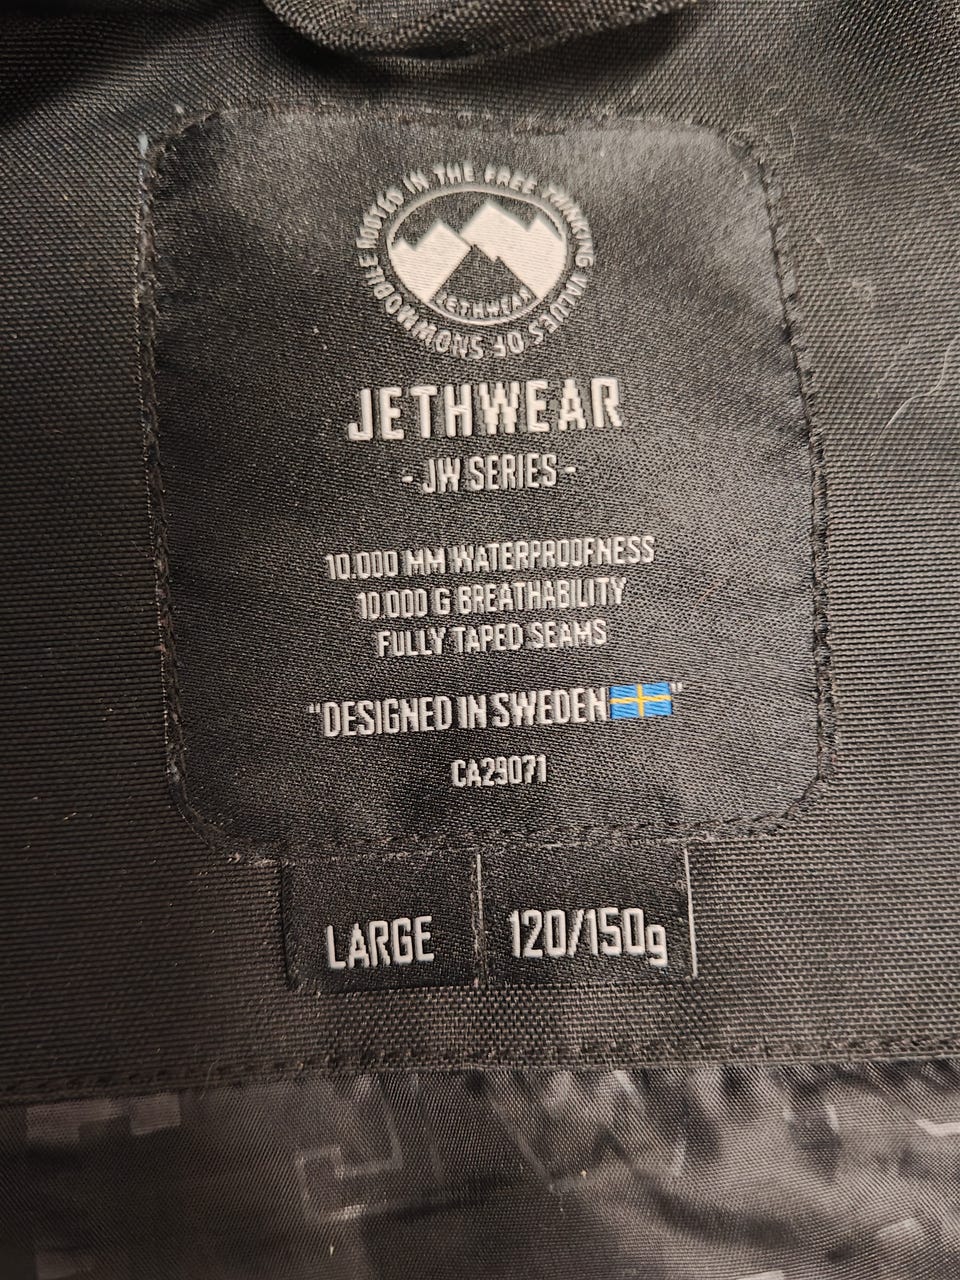 ROOTED IN THE FREE THINKING VALUES OF SNOWMOBILE
JETHWEAR
JETHWEAR
- JW SERIES -
10.000 MM WATERPROOFNESS
10.000 G BREATHABILITY
FULLY TAPED SEAMS
"DESIGNED IN SWEDEN"
CA29071
LARGE
120/150g
JW